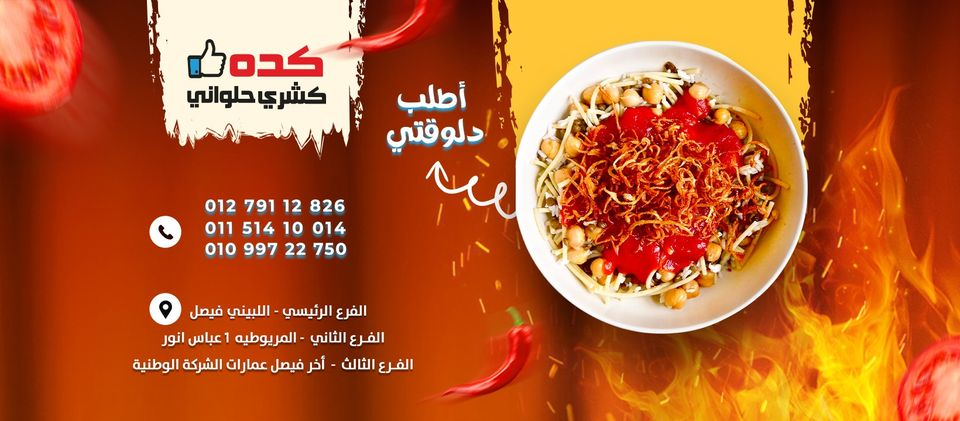 كده
كشري حلواني
أطلب
دلوقتي
012 791 12 826
011 514 10 014
010 997 22 750
الفرع الرئيسي - اللبيني فيصل
الفرع الثاني - المريوطيه 1 عباس انور
الفرع الثالث - أخر فيصل عمارات الشركة الوطنية